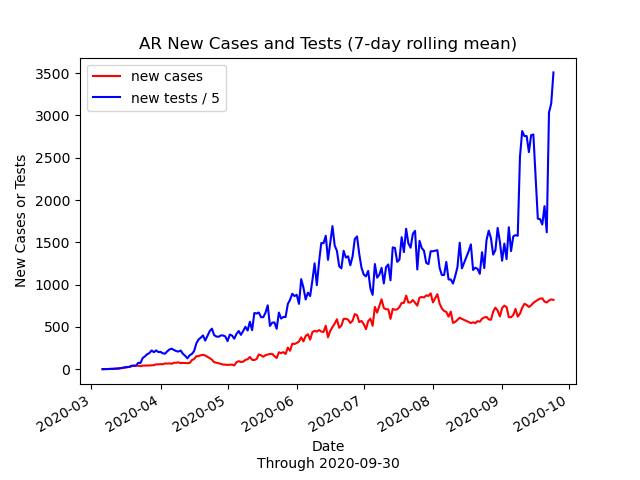 AR New Cases and Tests (7-day rolling mean)
new cases
new tests / 5
New Cases or Tests
3500
3000
2500
2000
1500
1000
500
0
2020-03
2020-04
2020-05
2020-06
2020-07
2020-08
2020-09
2020-10
Date
Through 2020-09-30